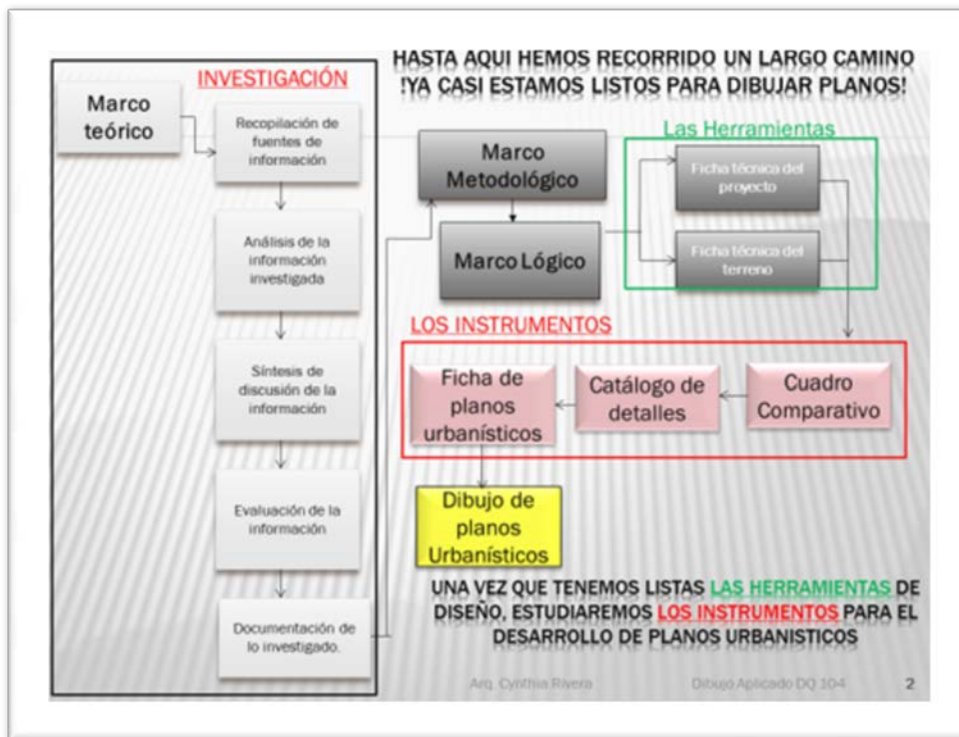 HASTA AQUI HEMOS RECORRIDO UN LARGO CAMINO
!YA CASI ESTAMOS LISTOS PARA DIBUJAR PLANOS!
INVESTIGACIÓN
Marco
teórico
Recopilación de
fuentes de
información
Análisis de la
información
investigada
Síntesis de
discusión de la
información
Evaluación de la
información
Documentación de
lo investigado.
Marco
Metodológico
Marco Lógico
Las Herramientas
Ficha técnica del
proyecto
Ficha técnica del
terreno
LOS INSTRUMENTOS
Cuadro
Comparativo
Catálogo de
detalles
Ficha de
planos
urbanísticos
Dibujo de
planos
Urbanísticos
UNA VEZ QUE TENEMOS LISTAS LAS HERRAMIENTAS DE
DISEÑO, ESTUDIAREMOS LOS INSTRUMENTOS PARA EL
DESARROLLO DE PLANOS URBANISTICOS
Arq. Cynthia Rivera
Dibujo Aplicado DQ 104
2